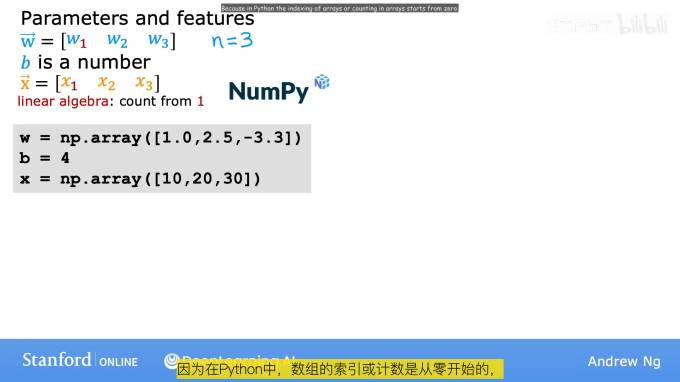 Because in Python the indexing of arrays or counting in arrays starts from zero
Parameters and features
w⃗ = [w₁ w₂ w₃] n=3
b is a number
x⃗ = [x₁ x₂ x₃]
linear algebra: count from 1
NumPy
w = np.array([1.0,2.5,-3.3])
b = 4
x = np.array([10,20,30])
bilibili
Stanford ONLINE
Andrew Ng
因为在Python中，数组的索引或计数是从零开始的，